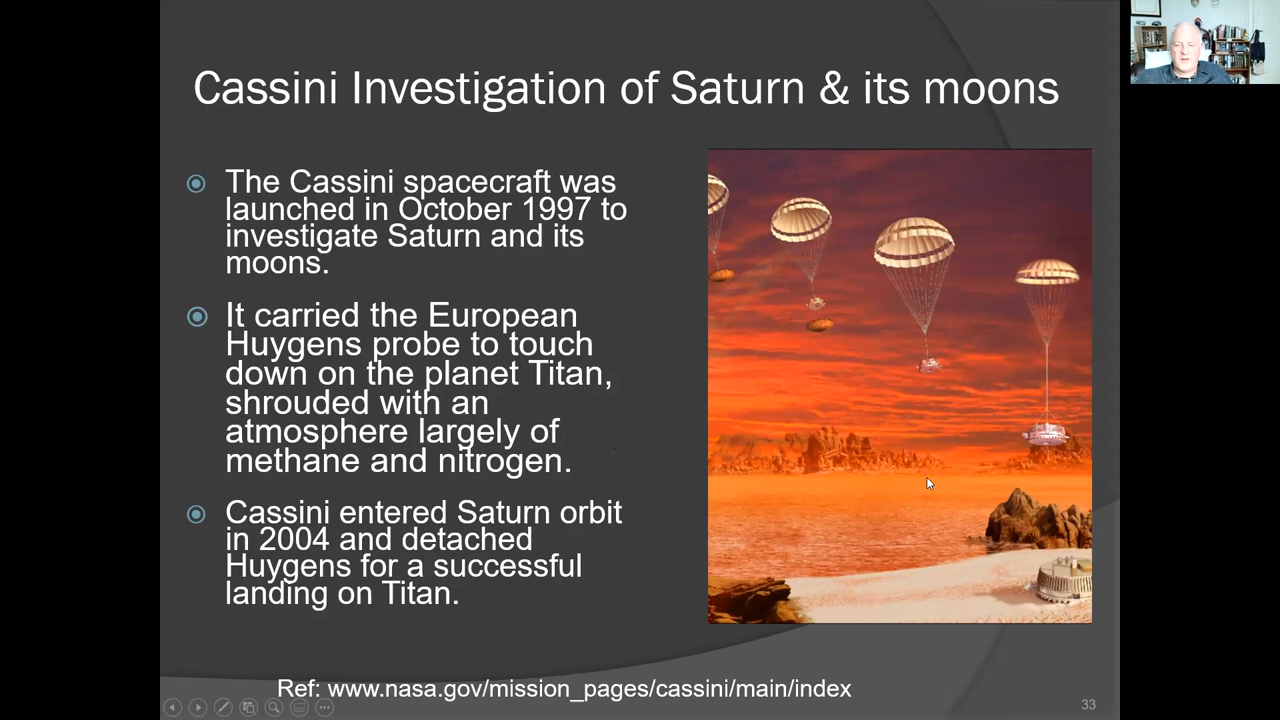 Cassini Investigation of Saturn & its moons
The Cassini spacecraft was
launched in October 1997 to
investigate Saturn and its
moons.
It carried the European
Huygens probe to touch
down on the planet Titan,
shrouded with an
atmosphere largely of
methane and nitrogen.
Cassini entered Saturn orbit
in 2004 and detached
Huygens for a successful
landing on Titan.
Ref: www.nasa.gov/mission_pages/cassini/main/index
33